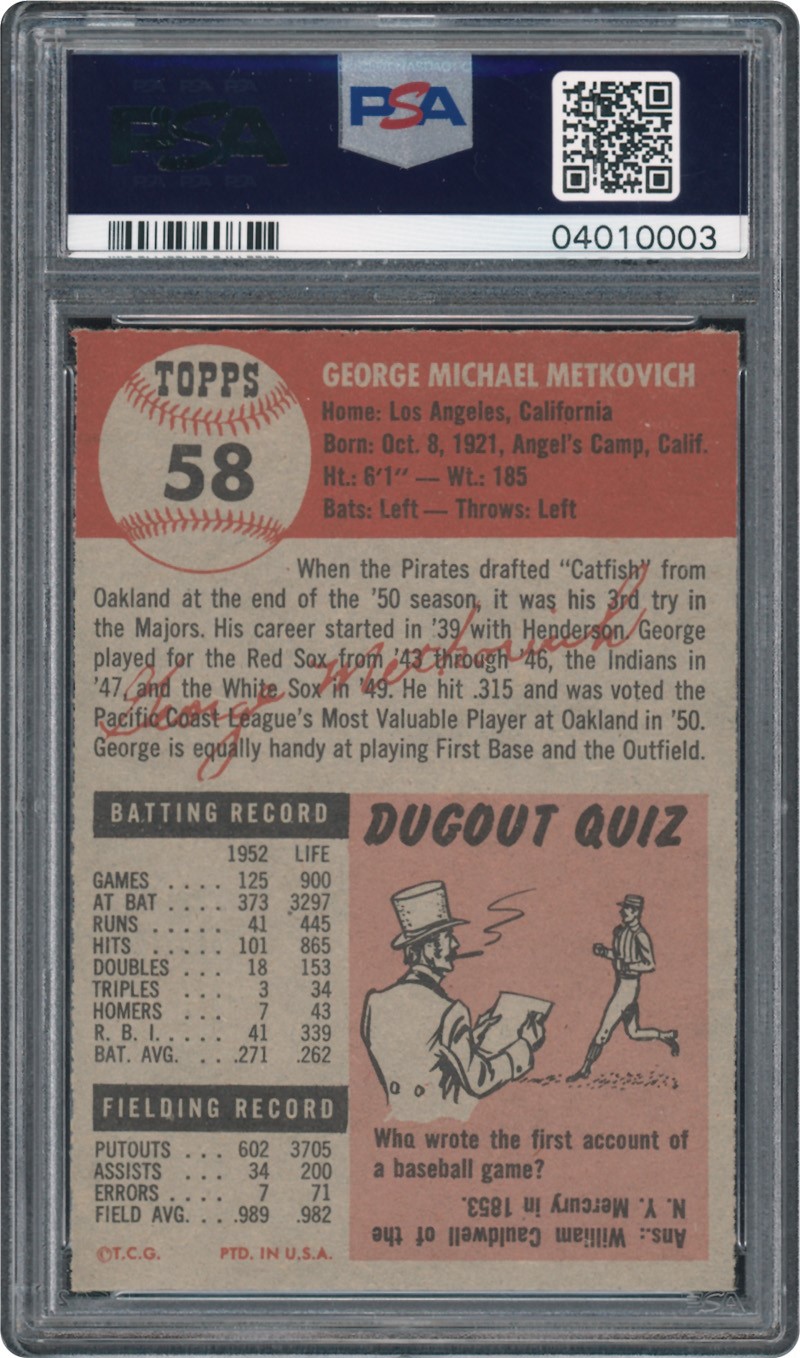 PSA
PSA
04010003
TOPPS
58
GEORGE MICHAEL METKOVICH
Home: Los Angeles, California
Born: Oct. 8, 1921, Angel's Camp, Calif.
Ht.: 6'1" — Wt.: 185
Bats: Left — Throws: Left
When the Pirates drafted "Catfish" from
Oakland at the end of the '50 season, it was his 3rd try in
the Majors. His career started in '39 with Henderson. George
played for the Red Sox from '43 through '46, the Indians in
'47, and the White Sox in '49. He hit .315 and was voted the
Pacific Coast League's Most Valuable Player at Oakland in '50.
George is equally handy at playing First Base and the Outfield.
George Metkovich
BATTING RECORD
1952 LIFE
GAMES .... 125 900
AT BAT .... 373 3297
RUNS ..... 41 445
HITS ..... 101 865
DOUBLES ... 18 153
TRIPLES ... 3 34
HOMERS ... 7 43
R. B. I. .... 41 339
BAT. AVG. ... .271 .262
FIELDING RECORD
PUTOUTS ... 602 3705
ASSISTS ... 34 200
ERRORS .... 7 71
FIELD AVG. ... .989 .982
©T.C.G. PTD. IN U.S.A.
DUGOUT QUIZ
Who wrote the first account of
a baseball game?
Ans.: William Cauldwell of the
N. Y. Mercury in 1853.
PSA